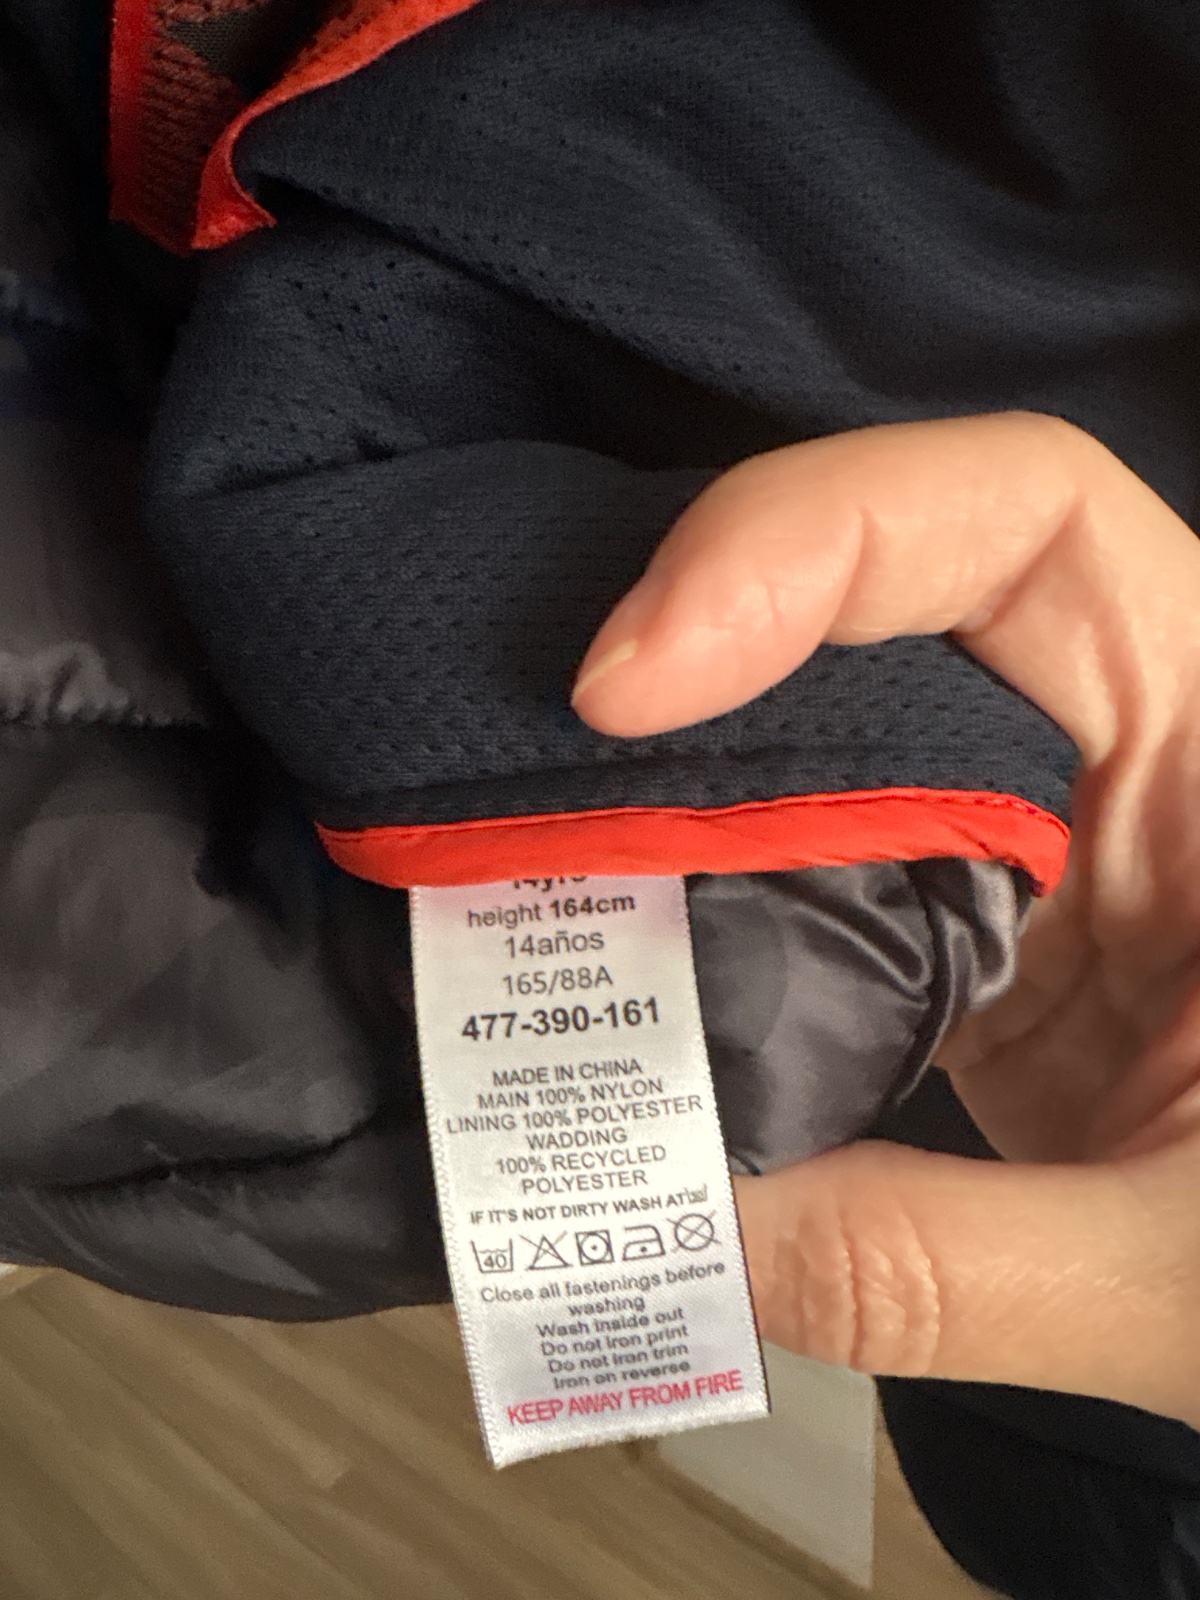 14yrs
height 164cm
14años
165/88A
477-390-161
MADE IN CHINA
MAIN 100% NYLON
LINING 100% POLYESTER
WADDING
100% RECYCLED
POLYESTER
IF IT'S NOT DIRTY WASH AT
40
Close all fastenings before
washing
Wash inside out
Do not iron print
Do not iron trim
Iron on reverse
KEEP AWAY FROM FIRE